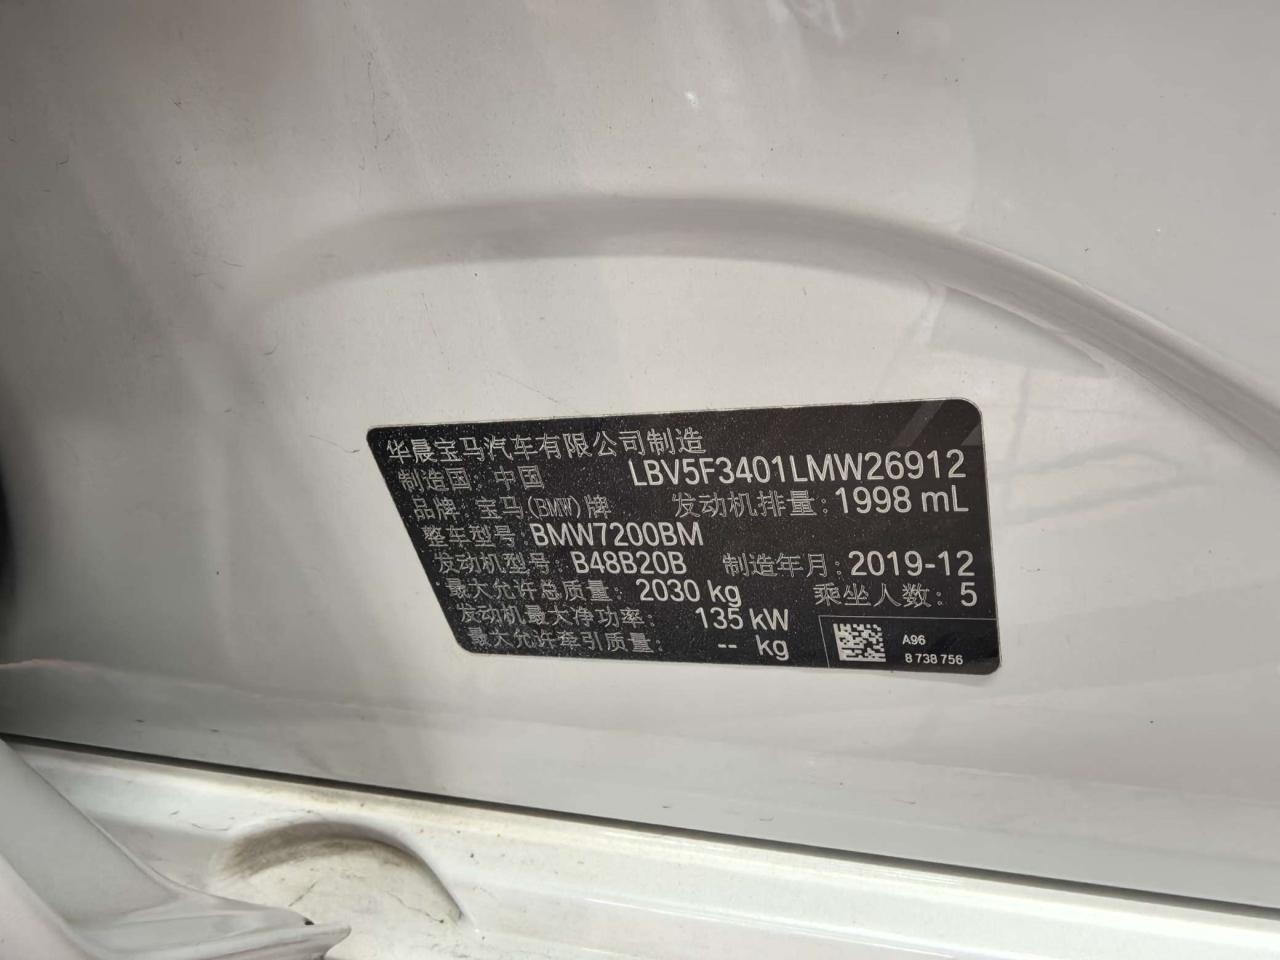 华晨宝马汽车有限公司制造
制造国: 中国 LBV5F3401LMW26912
品牌: 宝马(BMW)牌 发动机排量: 1998 mL
整车型号: BMW7200BM
发动机型号: B48B20B 制造年月: 2019-12
最大允许总质量: 2030 kg 乘坐人数: 5
发动机最大净功率: 135 kW
最大允许牵引质量: -- kg
A96
8 738 756